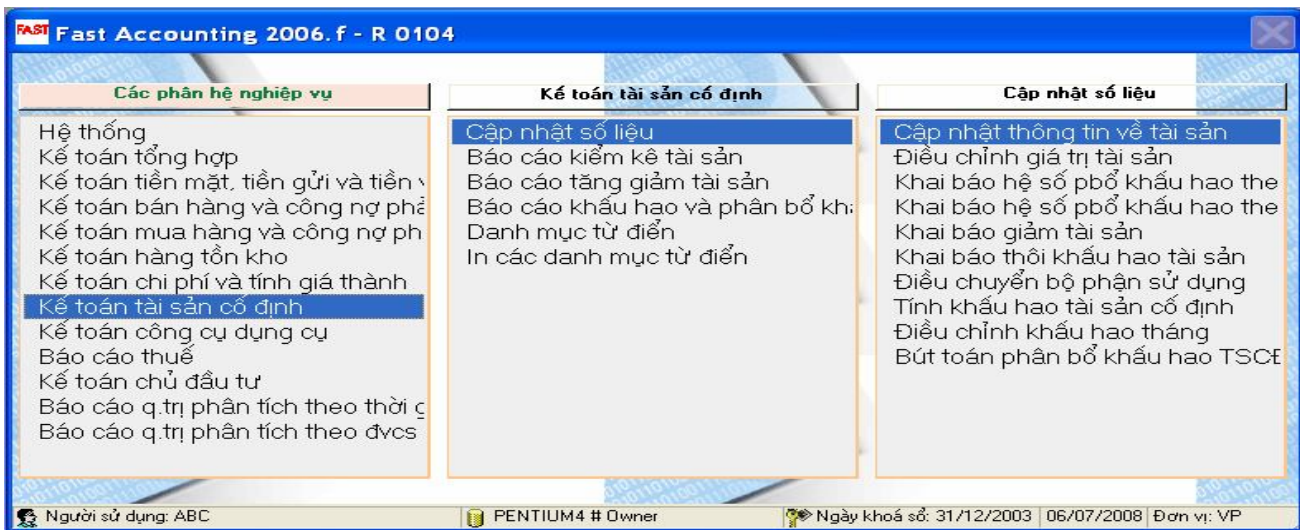 FAST Fast Accounting 2006.f - R 0104
Các phân hệ nghiệp vụ
Hệ thống
Kế toán tổng hợp
Kế toán tiền mặt, tiền gửi và tiền v
Kế toán bán hàng và công nợ phả
Kế toán mua hàng và công nợ ph
Kế toán hàng tồn kho
Kế toán chi phí và tính giá thành
Kế toán tài sản cố định
Kế toán công cụ dụng cụ
Báo cáo thuế
Kế toán chủ đầu tư
Báo cáo q.trị phân tích theo thời g
Báo cáo q.trị phân tích theo đvcs
Kế toán tài sản cố định
Cập nhật số liệu
Báo cáo kiểm kê tài sản
Báo cáo tăng giảm tài sản
Báo cáo khấu hao và phân bổ khấ
Danh mục từ điển
In các danh mục từ điển
Cập nhật số liệu
Cập nhật thông tin về tài sản
Điều chỉnh giá trị tài sản
Khai báo hệ số pbổ khấu hao the
Khai báo hệ số pbổ khấu hao the
Khai báo giảm tài sản
Khai báo thôi khấu hao tài sản
Điều chuyển bộ phận sử dụng
Tính khấu hao tài sản cố định
Điều chỉnh khấu hao tháng
Bút toán phân bổ khấu hao TSCĐ
Người sử dụng: ABC
PENTIUM4 # Owner
Ngày khoá sổ: 31/12/2003
06/07/2008
Đơn vị: VP